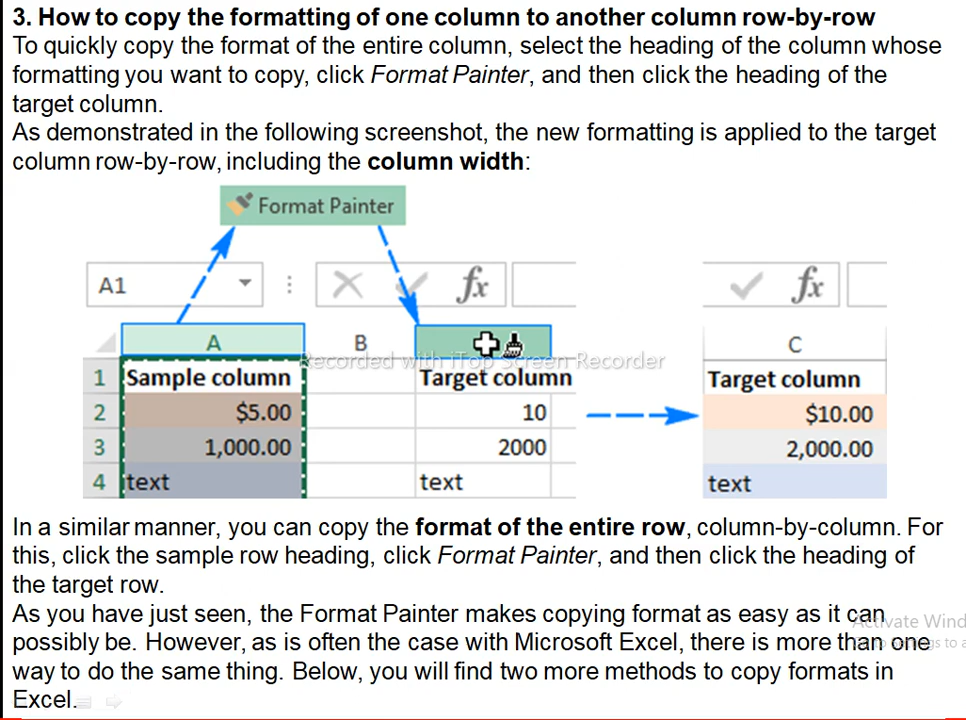 3. How to copy the formatting of one column to another column row-by-row
To quickly copy the format of the entire column, select the heading of the column whose
formatting you want to copy, click Format Painter, and then click the heading of the
target column.
As demonstrated in the following screenshot, the new formatting is applied to the target
column row-by-row, including the column width:
Format Painter
A1 fx fx
A B C
Recorded with iTop Screen Recorder
1 Sample column Target column Target column
2 $5.00 10 $10.00
3 1,000.00 2000 2,000.00
4 text text text
In a similar manner, you can copy the format of the entire row, column-by-column. For
this, click the sample row heading, click Format Painter, and then click the heading of
the target row.
As you have just seen, the Format Painter makes copying format as easy as it can
Activate Wind
possibly be. However, as is often the case with Microsoft Excel, there is more than one
way to do the same thing. Below, you will find two more methods to copy formats in
Excel.